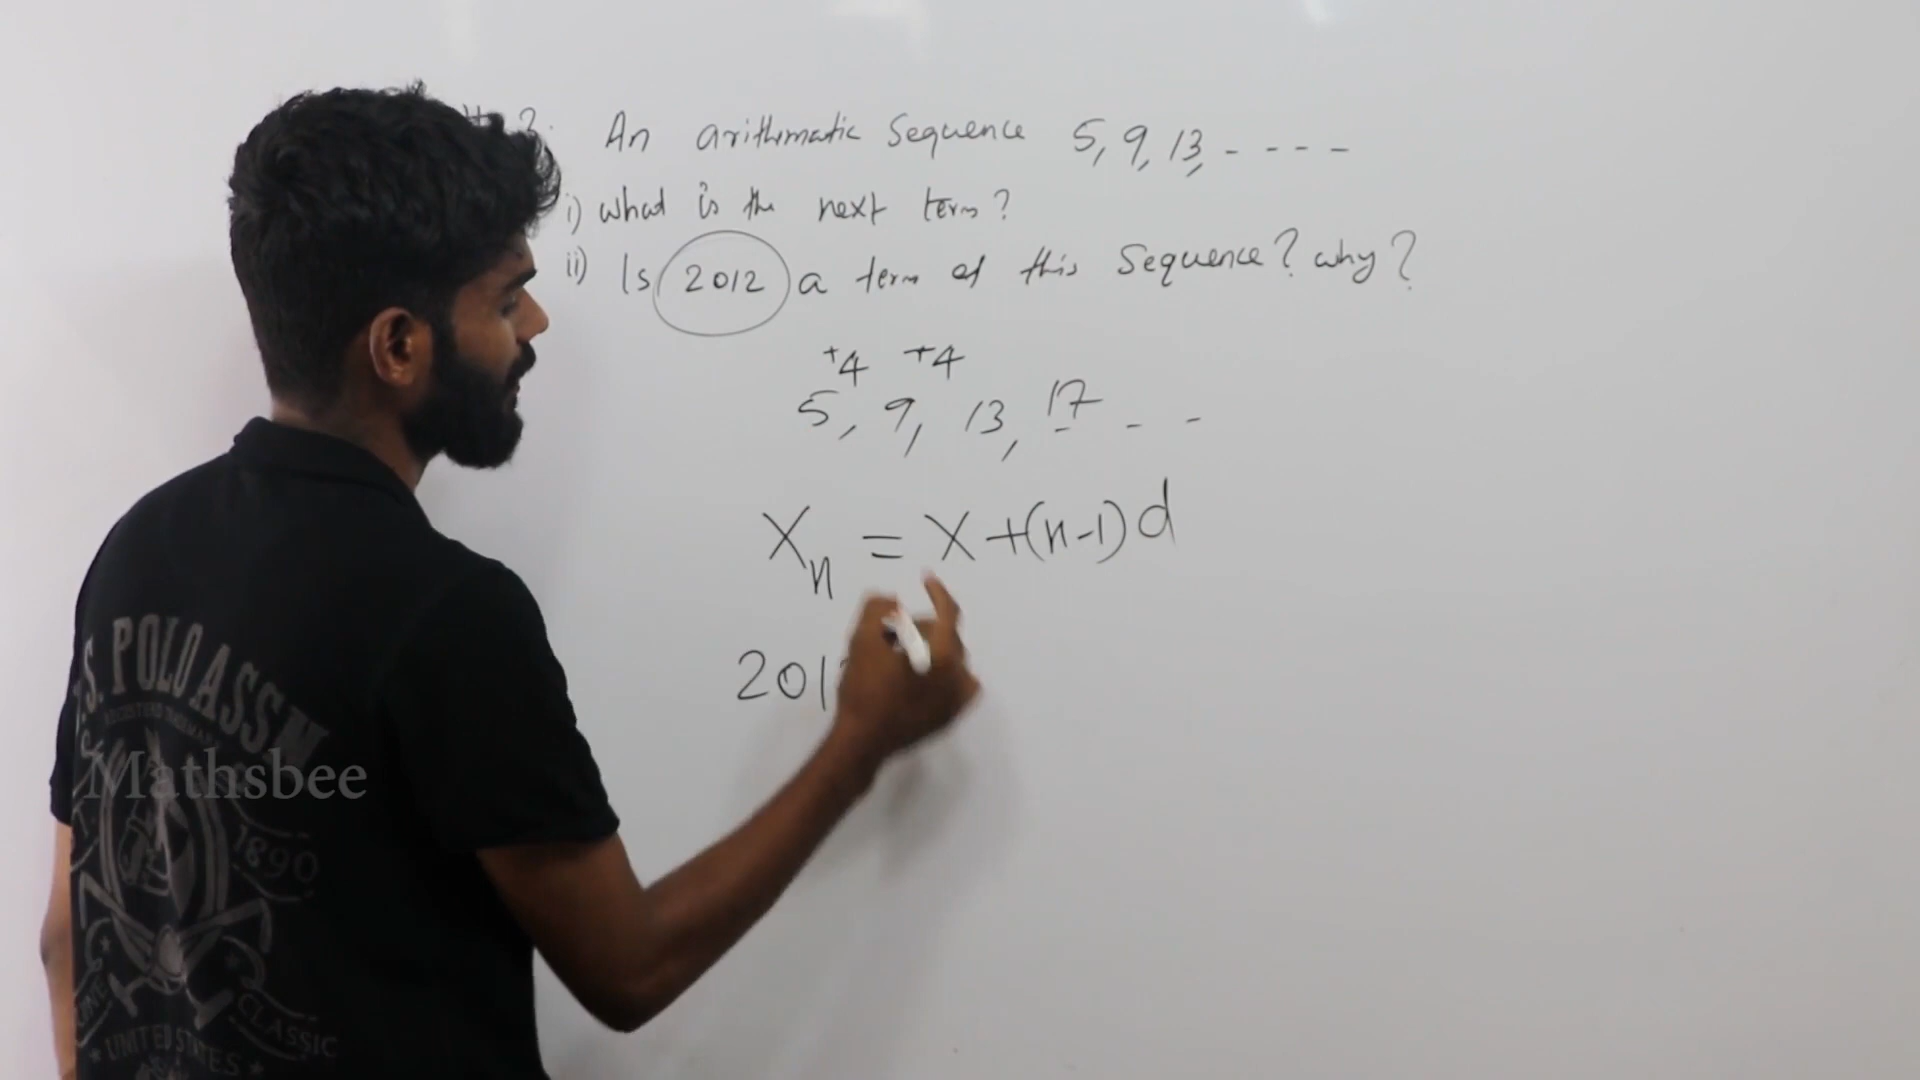 An arithmatic Sequence 5, 9, 13, - - - -
i) what is the next term?
ii) Is 2012 a term of this Sequence? why?
+4 +4
5, 9, 13, 17 - -
Xn = X+(n-1)d
201
U.S. POLO ASSN
Mathsbee
1890
CLASSIC
UNITED STATES